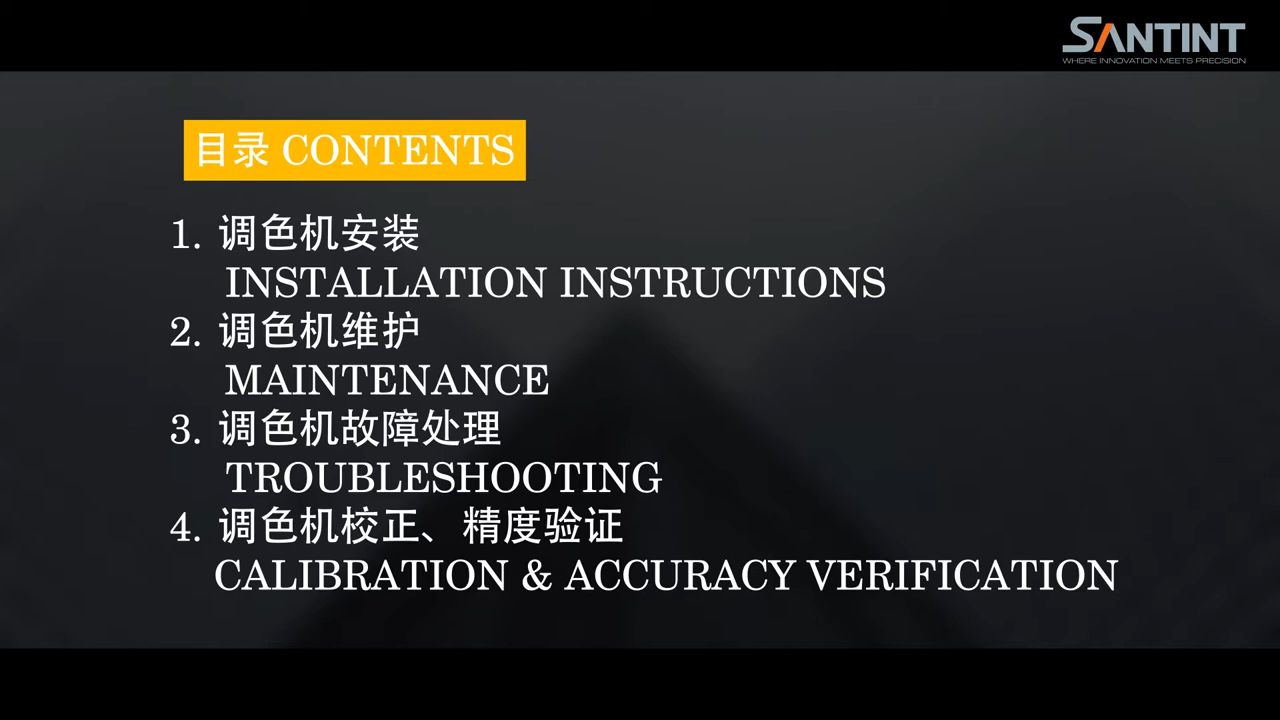 SANTINT
WHERE INNOVATION MEETS PRECISION
目录 CONTENTS
1. 调色机安装
INSTALLATION INSTRUCTIONS
2. 调色机维护
MAINTENANCE
3. 调色机故障处理
TROUBLESHOOTING
4. 调色机校正、精度验证
CALIBRATION & ACCURACY VERIFICATION